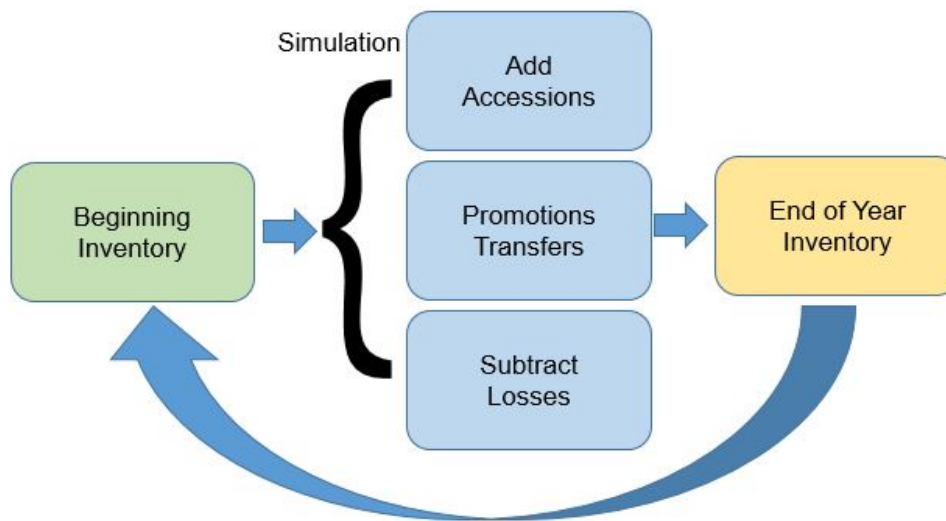 Simulation
Add
Accessions
Beginning
Inventory
Promotions
Transfers
End of Year
Inventory
Subtract
Losses